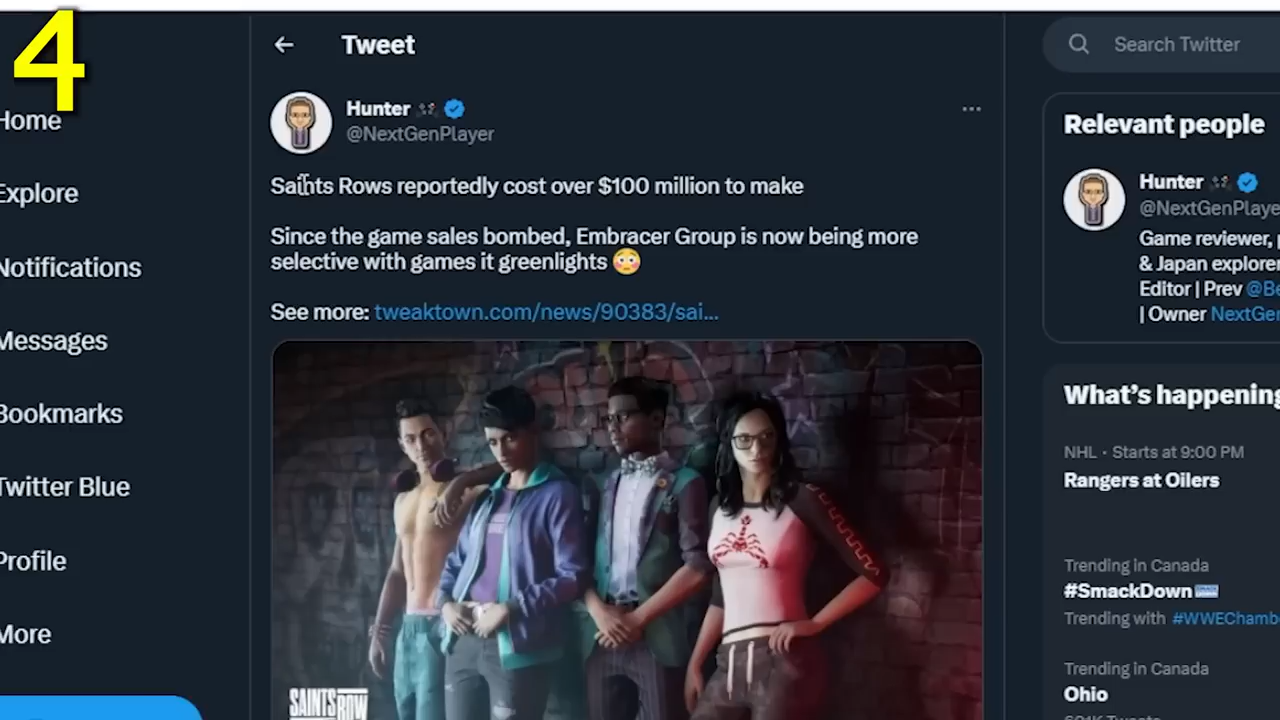 4
Home
Explore
Notifications
Messages
Bookmarks
Twitter Blue
Profile
More
Tweet
Hunter
@NextGenPlayer
Saints Rows reportedly cost over $100 million to make
Since the game sales bombed, Embracer Group is now being more
selective with games it greenlights 😳
See more: tweaktown.com/news/90383/sai...
SAINTS ROW
Search Twitter
Relevant people
Hunter
@NextGenPlaye
Game reviewer,
& Japan explorer
Editor | Prev @Be
| Owner NextGe
What's happening
NHL · Starts at 9:00 PM
Rangers at Oilers
Trending in Canada
#SmackDown
Trending with #WWEChamb
Trending in Canada
Ohio